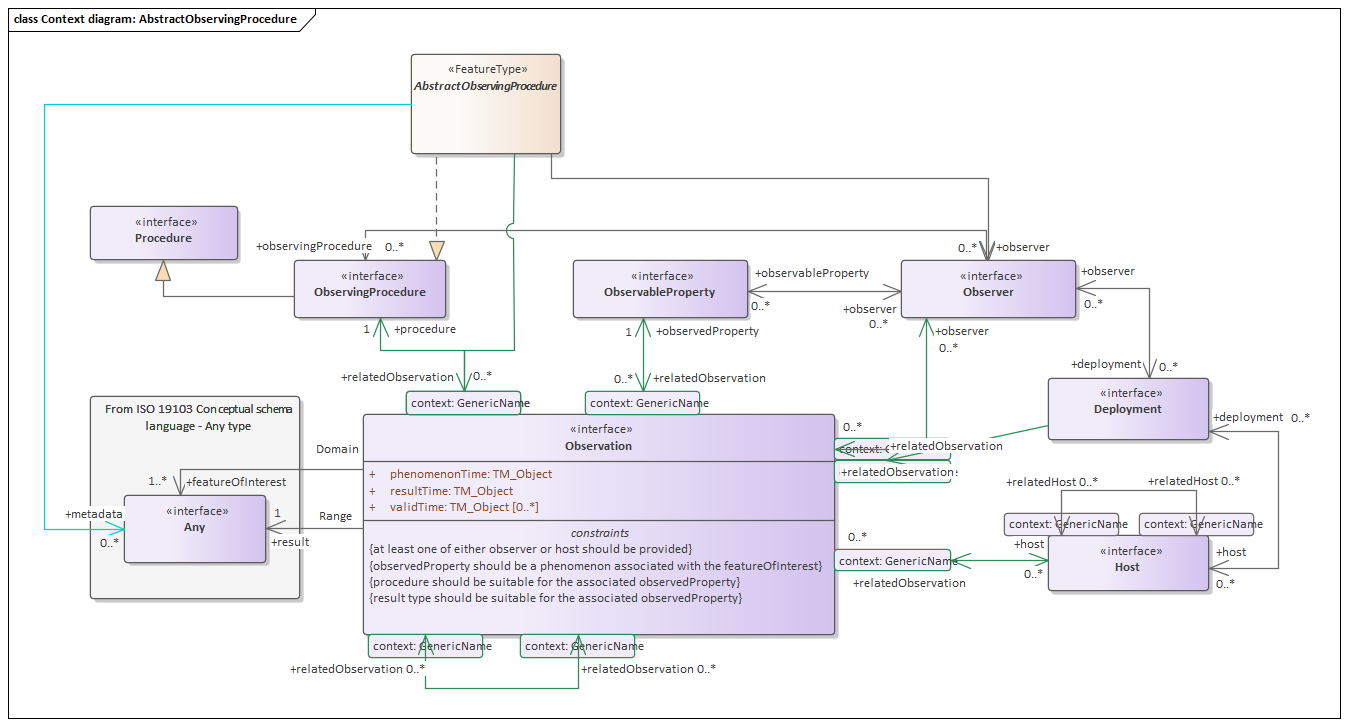 class Context diagram: AbstractObservingProcedure
«FeatureType»
AbstractObservingProcedure
«interface»
Procedure
+observingProcedure 0..*
0..* +observer
«interface»
ObservingProcedure
«interface»
ObservableProperty
+observableProperty
0..*
«interface»
Observer
+observer
0..*
+observer
0..*
1 +procedure
1 +observedProperty
+observer
0..*
+relatedObservation 0..*
0..* +relatedObservation
+deployment 0..*
context: GenericName
context: GenericName
«interface»
Deployment
+deployment 0..*
From ISO 19103 Conceptual schema
language - Any type
Domain
1..* +featureOfInterest
«interface»
Any
+metadata
0..*
Range
1
+result
«interface»
Observation
+ phenomenonTime: TM_Object
+ resultTime: TM_Object
+ validTime: TM_Object [0..*]
constraints
{at least one of either observer or host should be provided}
{observedProperty should be a phenomenon associated with the featureOfInterest}
{procedure should be suitable for the associated observedProperty}
{result type should be suitable for the associated observedProperty}
0..*
+relatedObservation
+relatedObservation
+relatedHost 0..*
+relatedHost 0..*
context: GenericName
context: GenericName
0..*
context: GenericName
+relatedObservation
+host
0..*
«interface»
Host
+host
0..*
context: GenericName
context: GenericName
+relatedObservation 0..*
+relatedObservation 0..*